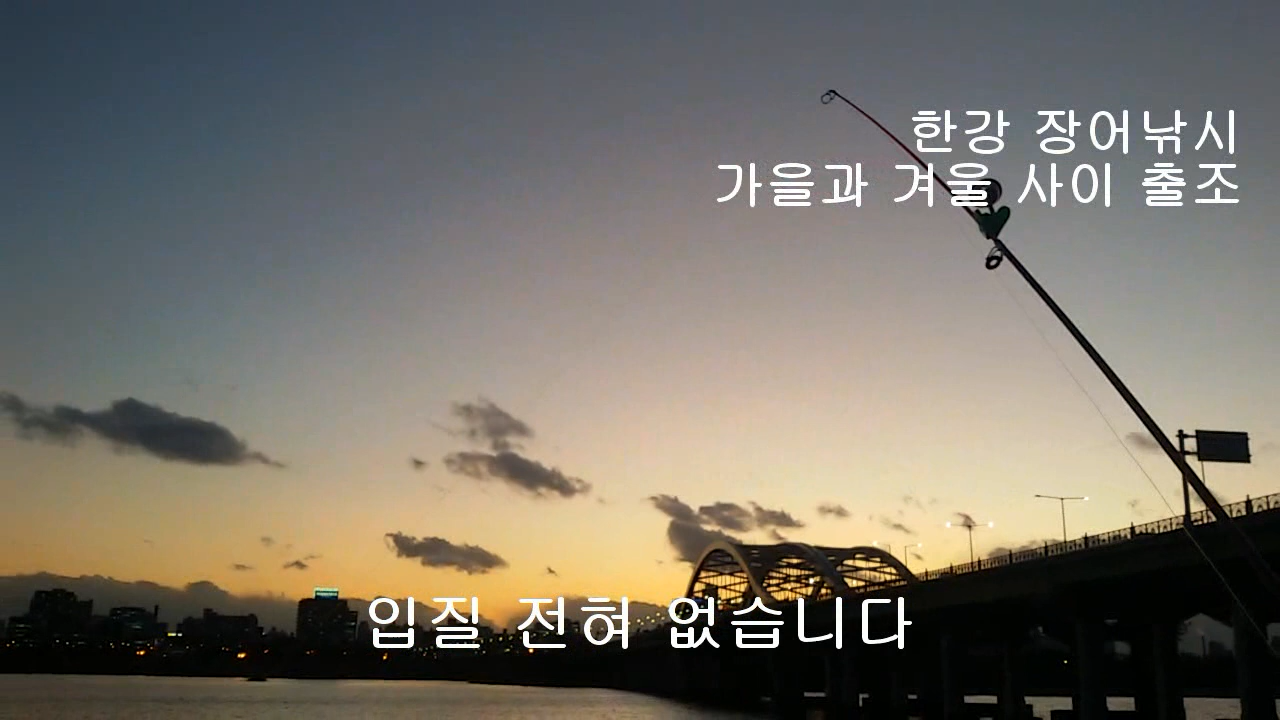 한강 장어낚시
가을과 겨울 사이 출조
입질 전혀 없습니다